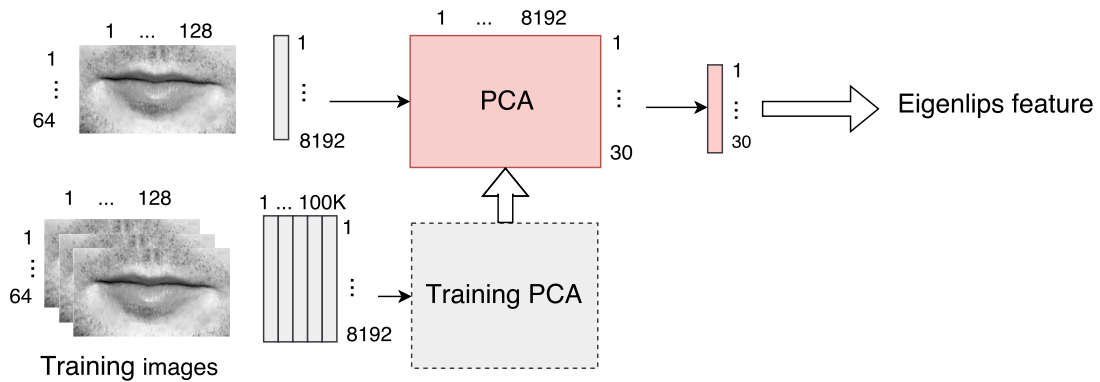 1 ... 128
1
⋮
64
1
⋮
8192
1 ... 8192
PCA
1
⋮
30
1
⋮
30
Eigenlips feature
1 ... 128
1
⋮
64
Training images
1 ... 100K
1
⋮
8192
Training PCA